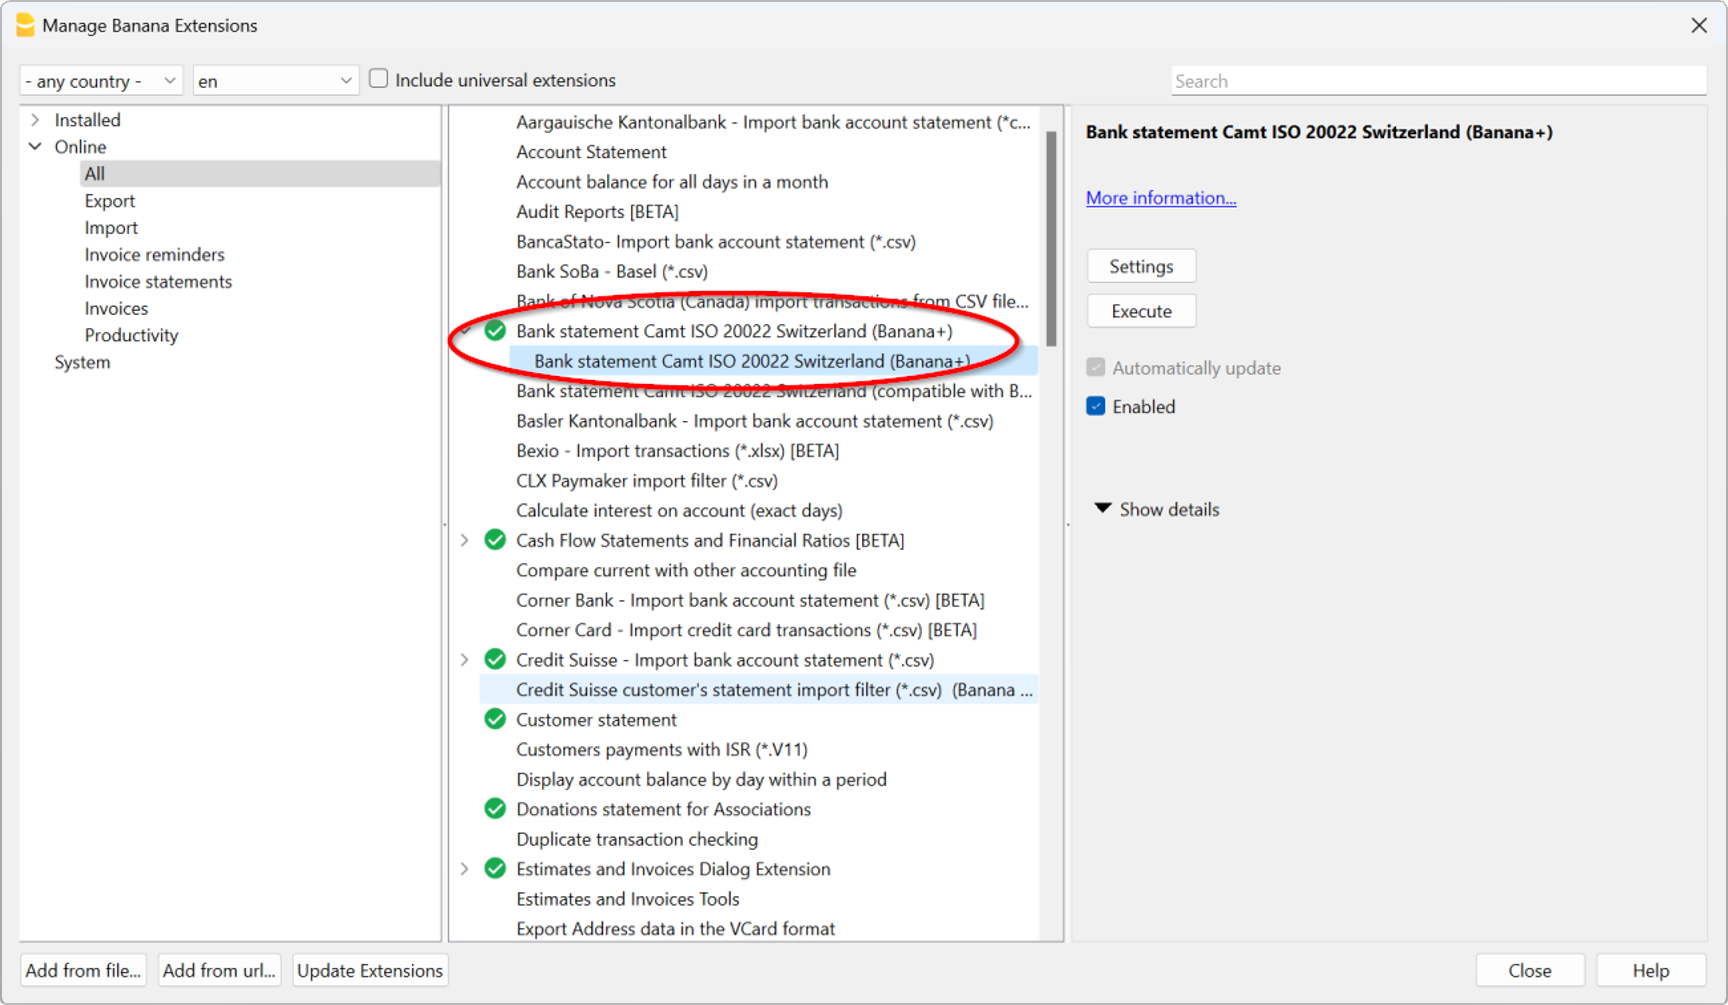 Manage Banana Extensions
- any country -
en
Include universal extensions
Search
Installed
Online
All
Export
Import
Invoice reminders
Invoice statements
Invoices
Productivity
System
Aargauische Kantonalbank - Import bank account statement (*c...
Account Statement
Account balance for all days in a month
Audit Reports [BETA]
BancaStato- Import bank account statement (*.csv)
Bank SoBa - Basel (*.csv)
Bank of Nova Scotia (Canada) import transactions from CSV file...
Bank statement Camt ISO 20022 Switzerland (Banana+)
Bank statement Camt ISO 20022 Switzerland (Banana+)
Bank statement Camt ISO 20022 Switzerland (compatible with B...
Basler Kantonalbank - Import bank account statement (*.csv)
Bexio - Import transactions (*.xlsx) [BETA]
CLX Paymaker import filter (*.csv)
Calculate interest on account (exact days)
Cash Flow Statements and Financial Ratios [BETA]
Compare current with other accounting file
Corner Bank - Import bank account statement (*.csv) [BETA]
Corner Card - Import credit card transactions (*.csv) [BETA]
Credit Suisse - Import bank account statement (*.csv)
Credit Suisse customer's statement import filter (*.csv)  (Banana ...
Customer statement
Customers payments with ISR (*.V11)
Display account balance by day within a period
Donations statement for Associations
Duplicate transaction checking
Estimates and Invoices Dialog Extension
Estimates and Invoices Tools
Export Address data in the VCard format
Bank statement Camt ISO 20022 Switzerland (Banana+)
More information...
Settings
Execute
Automatically update
Enabled
Show details
Add from file...
Add from url...
Update Extensions
Close
Help